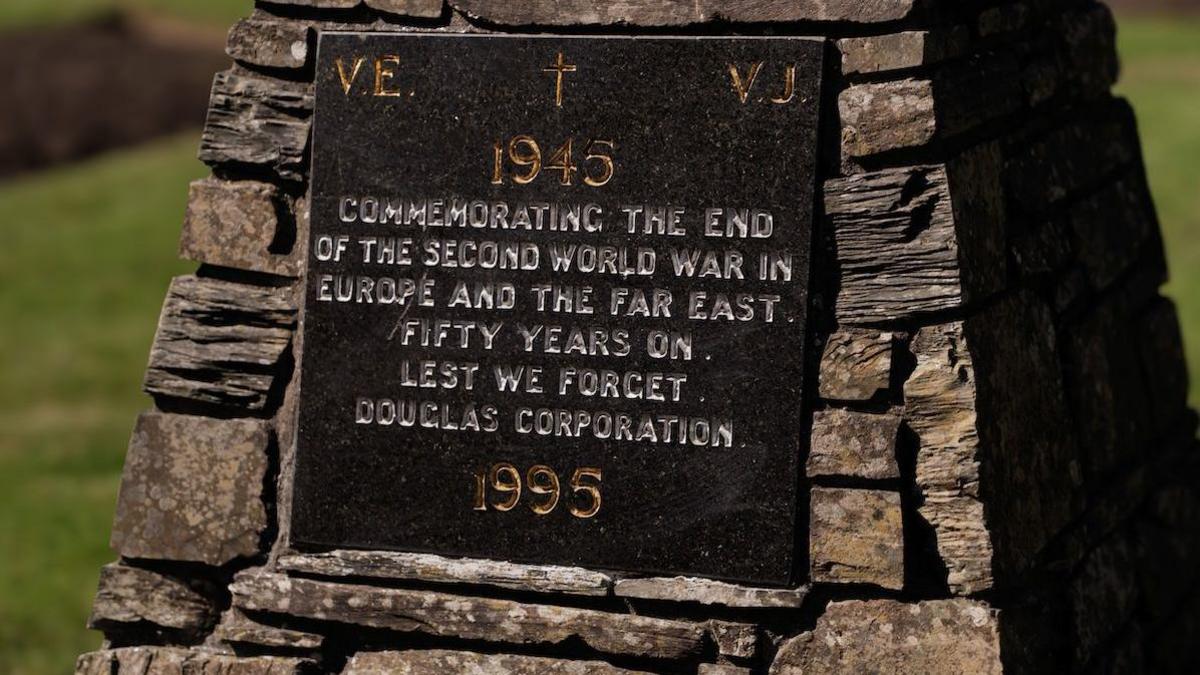 V.E. V.J.
1945
COMMEMORATING THE END
OF THE SECOND WORLD WAR IN
EUROPE AND THE FAR EAST.
FIFTY YEARS ON.
LEST WE FORGET.
DOUGLAS CORPORATION.
1995